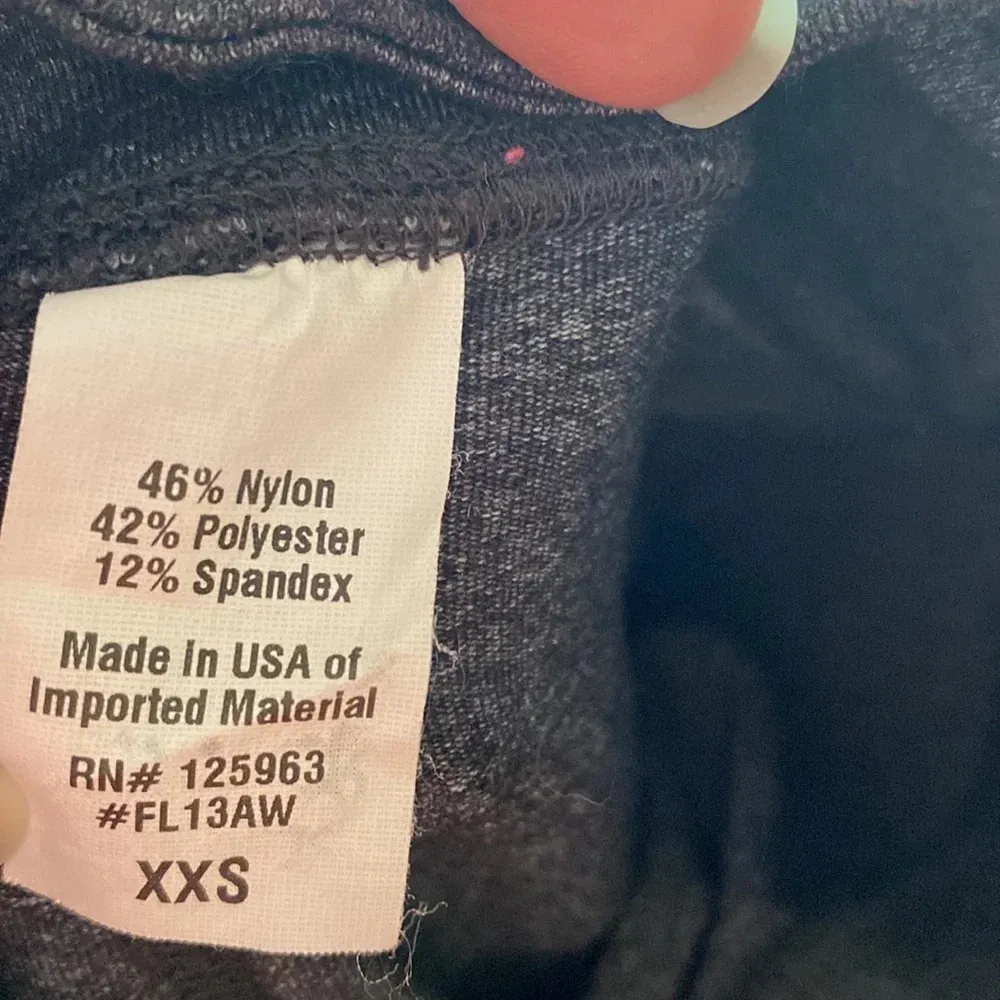 46% Nylon
42% Polyester
12% Spandex
Made in USA of
Imported Material
RN# 125963
#FL13AW
XXS